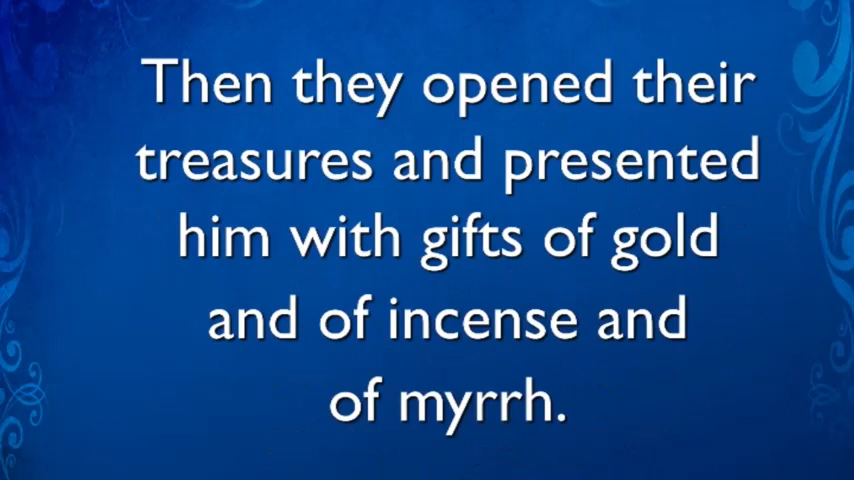 Then they opened their
treasures and presented
him with gifts of gold
and of incense and
of myrrh.